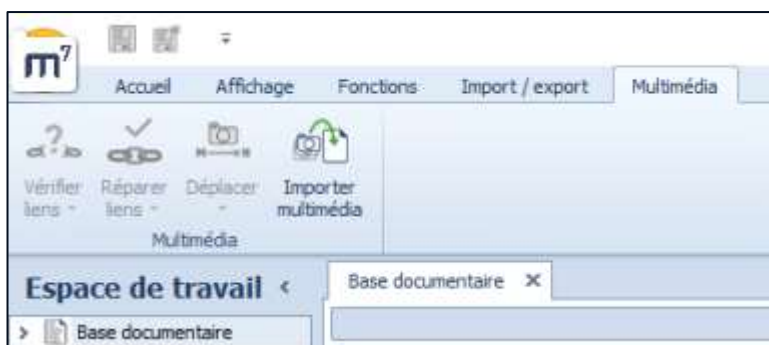 m7
Accueil Affichage Fonctions Import / export Multimédia
Vérifier liens
Réparer liens
Déplacer
Importer multimédia
Multimédia
Espace de travail
Base documentaire
Base documentaire